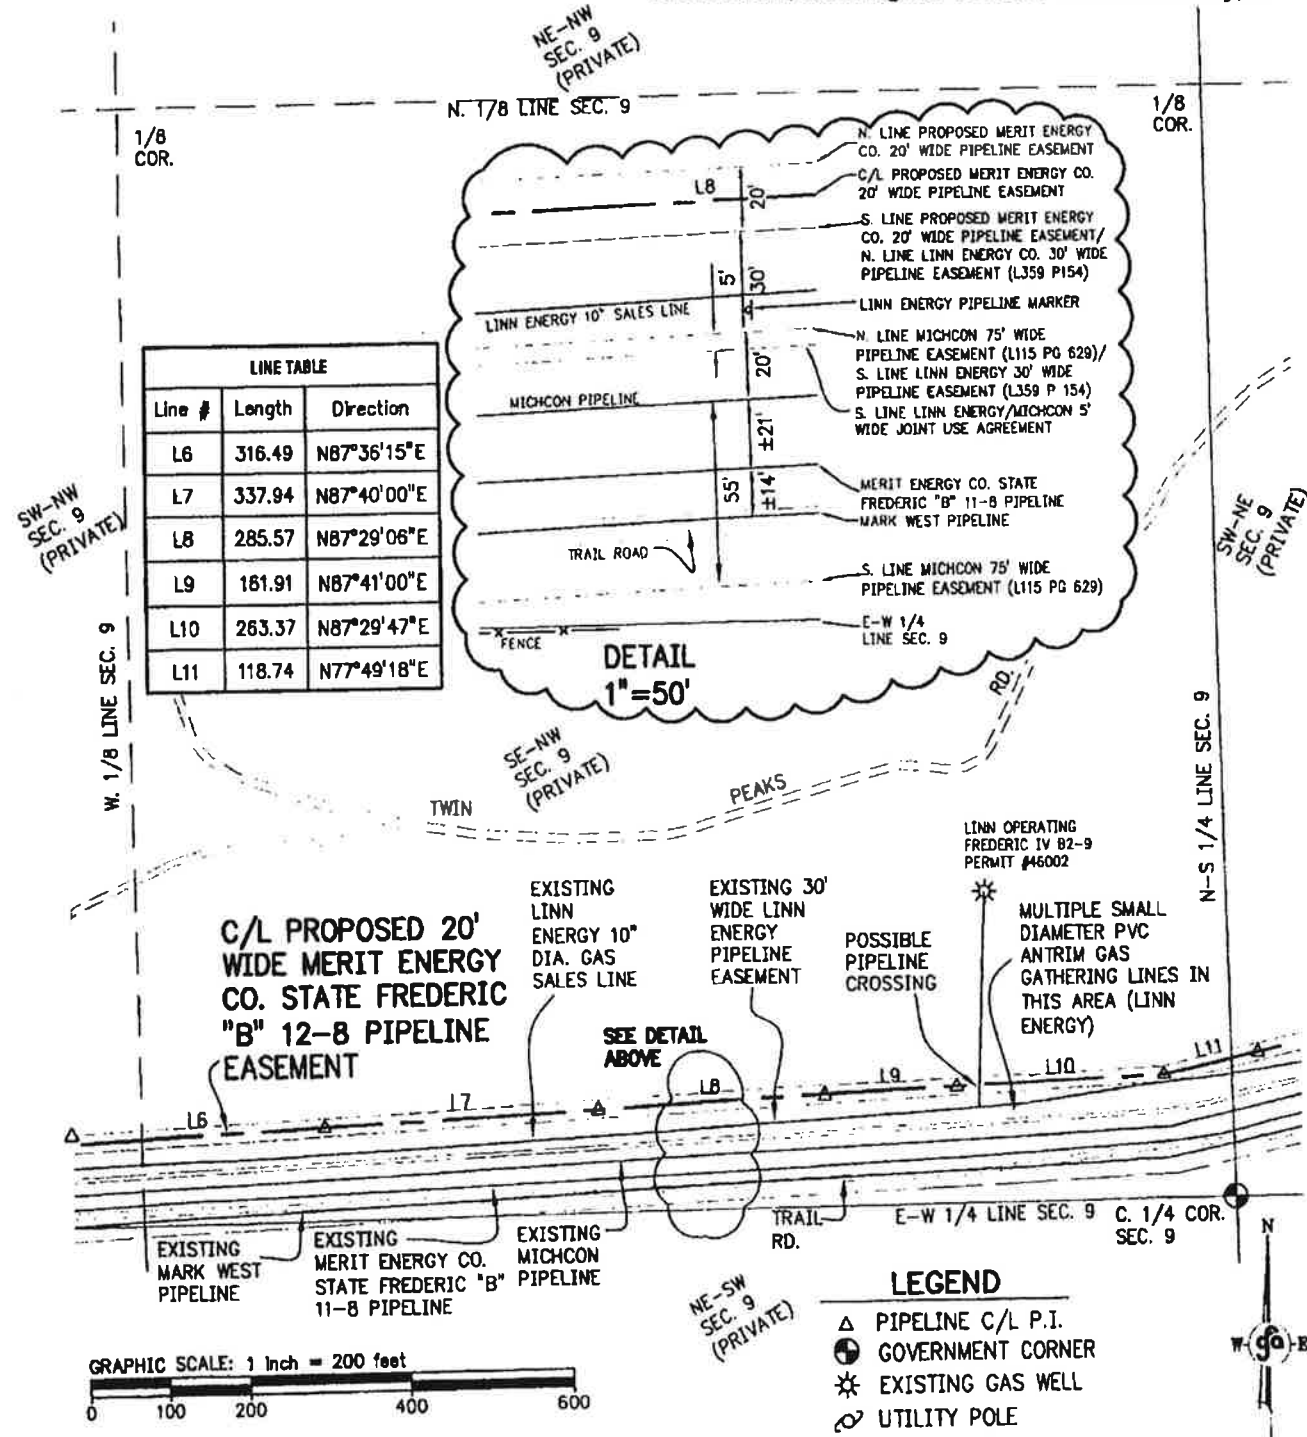 NE-NW
SEC. 9
(PRIVATE)
N. 1/8 LINE SEC. 9
1/8
COR.
1/8
COR.
N. LINE PROPOSED MERIT ENERGY
CO. 20' WIDE PIPELINE EASEMENT
C/L PROPOSED MERIT ENERGY CO.
20' WIDE PIPELINE EASEMENT
S. LINE PROPOSED MERIT ENERGY
CO. 20' WIDE PIPELINE EASEMENT/
N. LINE LINN ENERGY CO. 30' WIDE
PIPELINE EASEMENT (L359 P154)
LINN ENERGY PIPELINE MARKER
N. LINE MICHCON 75' WIDE
PIPELINE EASEMENT (L115 PG 629)/
S. LINE LINN ENERGY 30' WIDE
PIPELINE EASEMENT (L359 P 154)
S. LINE LINN ENERGY/MICHCON 5'
WIDE JOINT USE AGREEMENT
MERIT ENERGY CO. STATE
FREDERIC "B" 11-8 PIPELINE
MARK WEST PIPELINE
S. LINE MICHCON 75' WIDE
PIPELINE EASEMENT (L115 PG 629)
E-W 1/4
LINE SEC. 9
L8
20'
5'
30'
LINN ENERGY 10" SALES LINE
20'
MICHCON PIPELINE
±21'
55'
±14'
TRAIL ROAD
FENCE
DETAIL
1"=50'
LINE TABLE
Line # Length Direction
L6 316.49 N87°36'15"E
L7 337.94 N87°40'00"E
L8 285.57 N87°29'06"E
L9 161.91 N87°41'00"E
L10 263.37 N87°29'47"E
L11 118.74 N77°49'18"E
SW-NW
SEC. 9
(PRIVATE)
SW-NE
SEC. 9
(PRIVATE)
W. 1/8 LINE SEC. 9
N-S 1/4 LINE SEC. 9
SE-NW
SEC. 9
(PRIVATE)
TWIN PEAKS RD.
LINN OPERATING
FREDERIC IV B2-9
PERMIT #46002
C/L PROPOSED 20'
WIDE MERIT ENERGY
CO. STATE FREDERIC
"B" 12-8 PIPELINE
EASEMENT
EXISTING
LINN
ENERGY 10"
DIA. GAS
SALES LINE
EXISTING 30'
WIDE LINN
ENERGY
PIPELINE
EASEMENT
POSSIBLE
PIPELINE
CROSSING
MULTIPLE SMALL
DIAMETER PVC
ANTRIM GAS
GATHERING LINES IN
THIS AREA (LINN
ENERGY)
SEE DETAIL
ABOVE
L6
L7
L8
L9
L10
L11
EXISTING
MARK WEST
PIPELINE
EXISTING
MERIT ENERGY CO.
STATE FREDERIC "B"
11-8 PIPELINE
EXISTING
MICHCON
PIPELINE
TRAIL
RD.
E-W 1/4 LINE SEC. 9
C. 1/4 COR.
SEC. 9
NE-SW
SEC. 9
(PRIVATE)
LEGEND
PIPELINE C/L P.I.
GOVERNMENT CORNER
EXISTING GAS WELL
UTILITY POLE
N
W gfa E
GRAPHIC SCALE: 1 inch = 200 feet
0 100 200 400 600